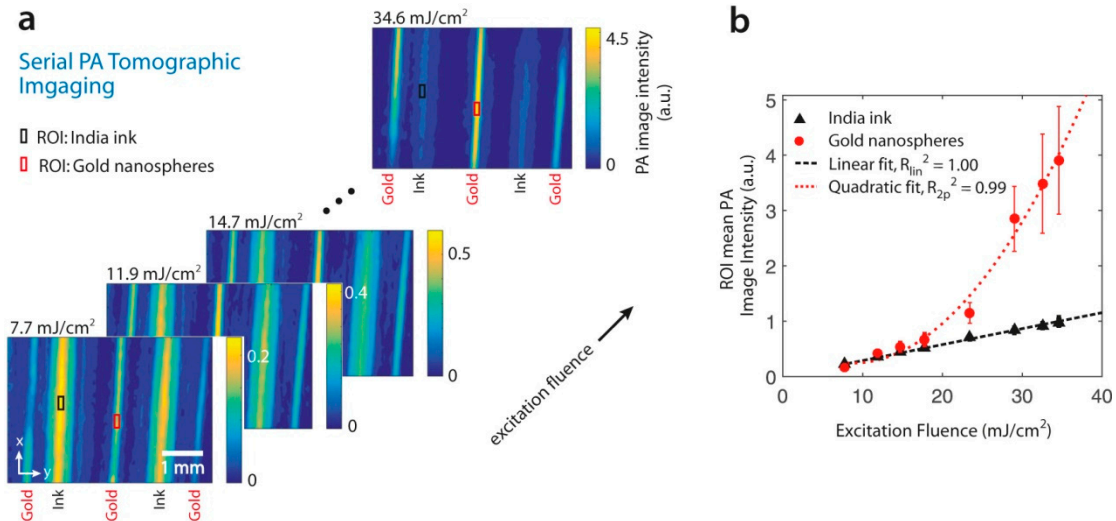 a
Serial PA Tomographic
Imgaging
ROI: India ink
ROI: Gold nanospheres
34.6 mJ/cm²
4.5
0
PA image intensity
(a.u.)
Gold
Ink
Gold
Ink
Gold
14.7 mJ/cm²
0.5
0
11.9 mJ/cm²
0.4
0
7.7 mJ/cm²
0.2
0
x
y
1 mm
Gold
Ink
Gold
Ink
Gold
excitation fluence
b
India ink
Gold nanospheres
Linear fit, R_lin² = 1.00
Quadratic fit, R_2p² = 0.99
ROI mean PA
Image Intensity (a.u.)
5
4
3
2
1
0
0
10
20
30
40
Excitation Fluence (mJ/cm²)